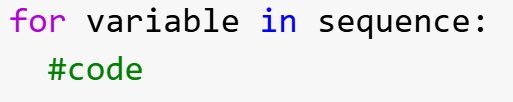 for variable in sequence:
  #code